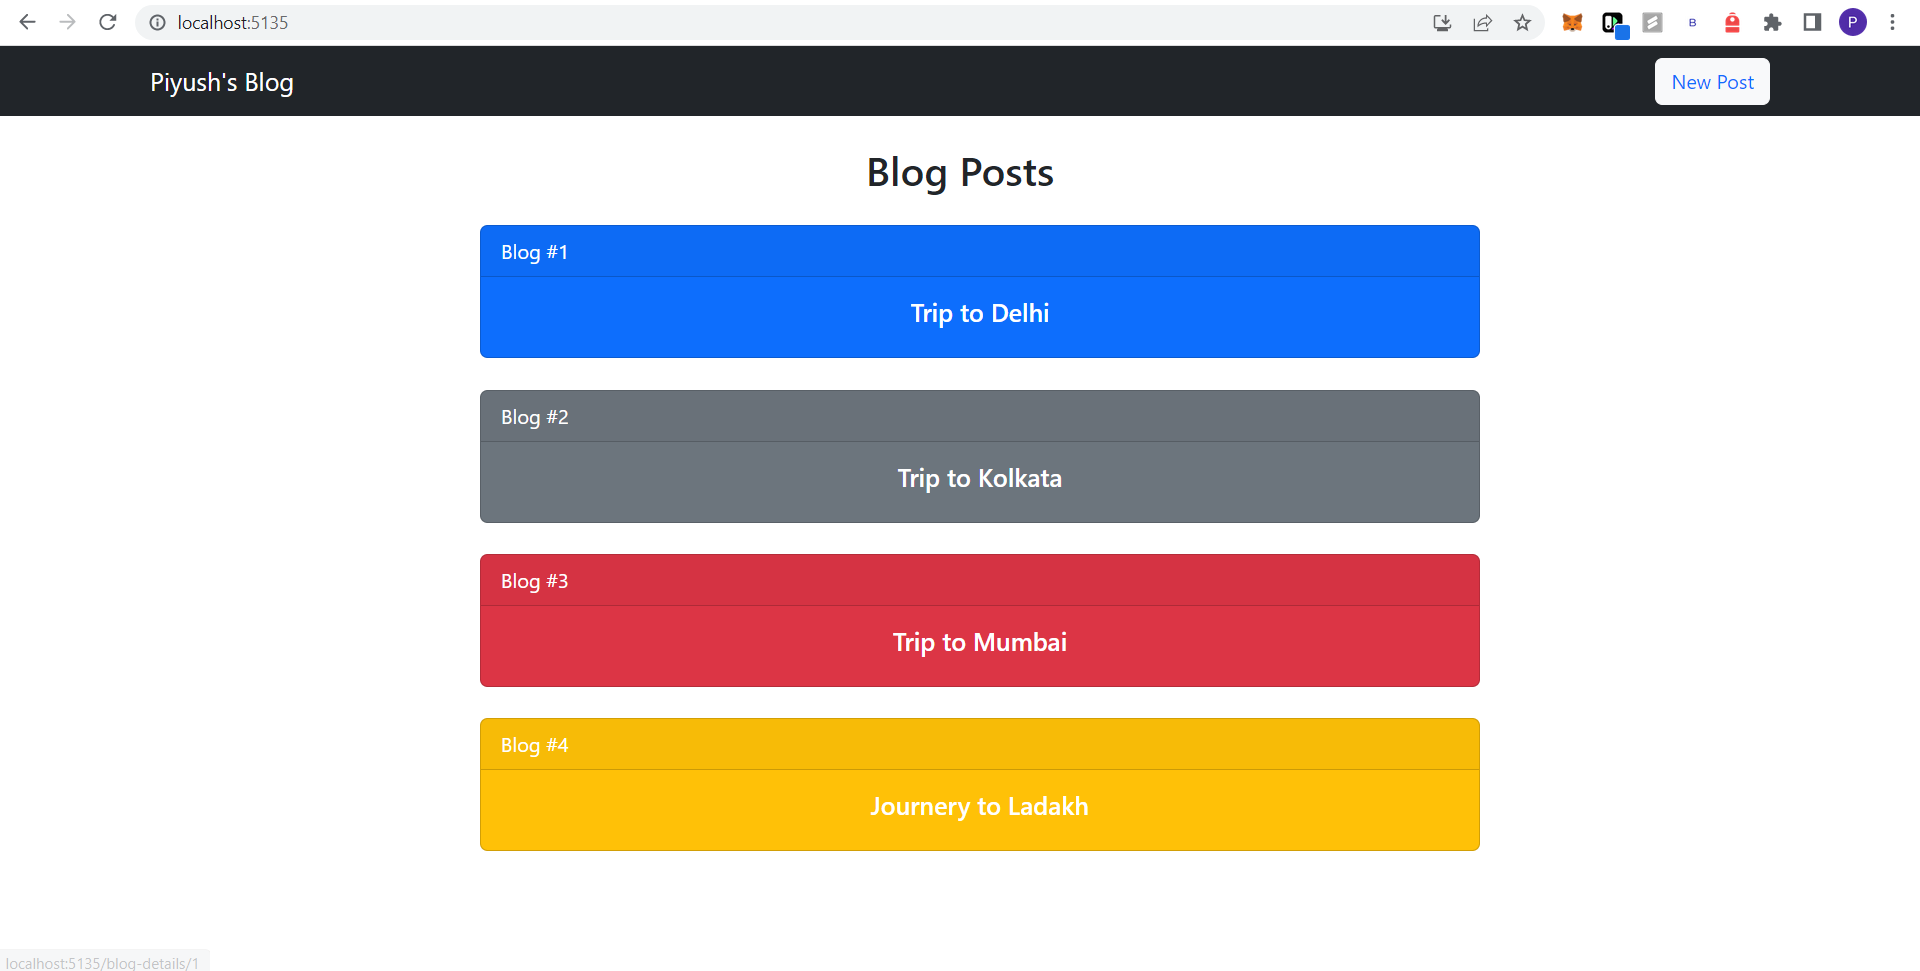 localhost:5135
B
P
Piyush's Blog
New Post
Blog Posts
Blog #1
Trip to Delhi
Blog #2
Trip to Kolkata
Blog #3
Trip to Mumbai
Blog #4
Journery to Ladakh
localhost:5135/blog-details/1